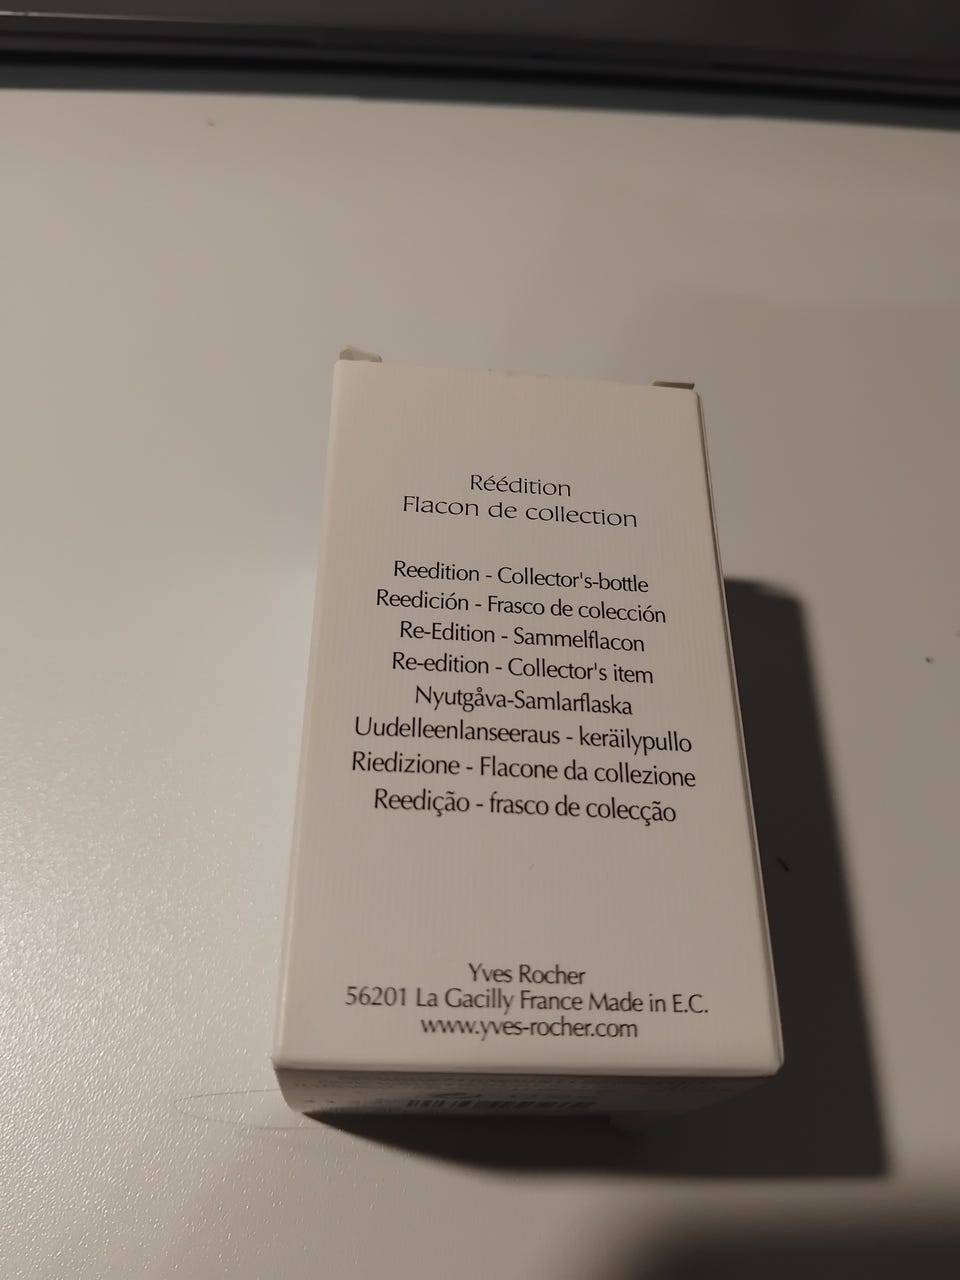 Réédition
Flacon de collection
Reedition - Collector's-bottle
Reedición - Frasco de colección
Re-Edition - Sammelflacon
Re-edition - Collector's item
Nyutgåva-Samlarflaska
Uudelleenlanseeraus - keräilypullo
Riedizione - Flacone da collezione
Reedição - frasco de colecção
Yves Rocher
56201 La Gacilly France Made in E.C.
www.yves-rocher.com